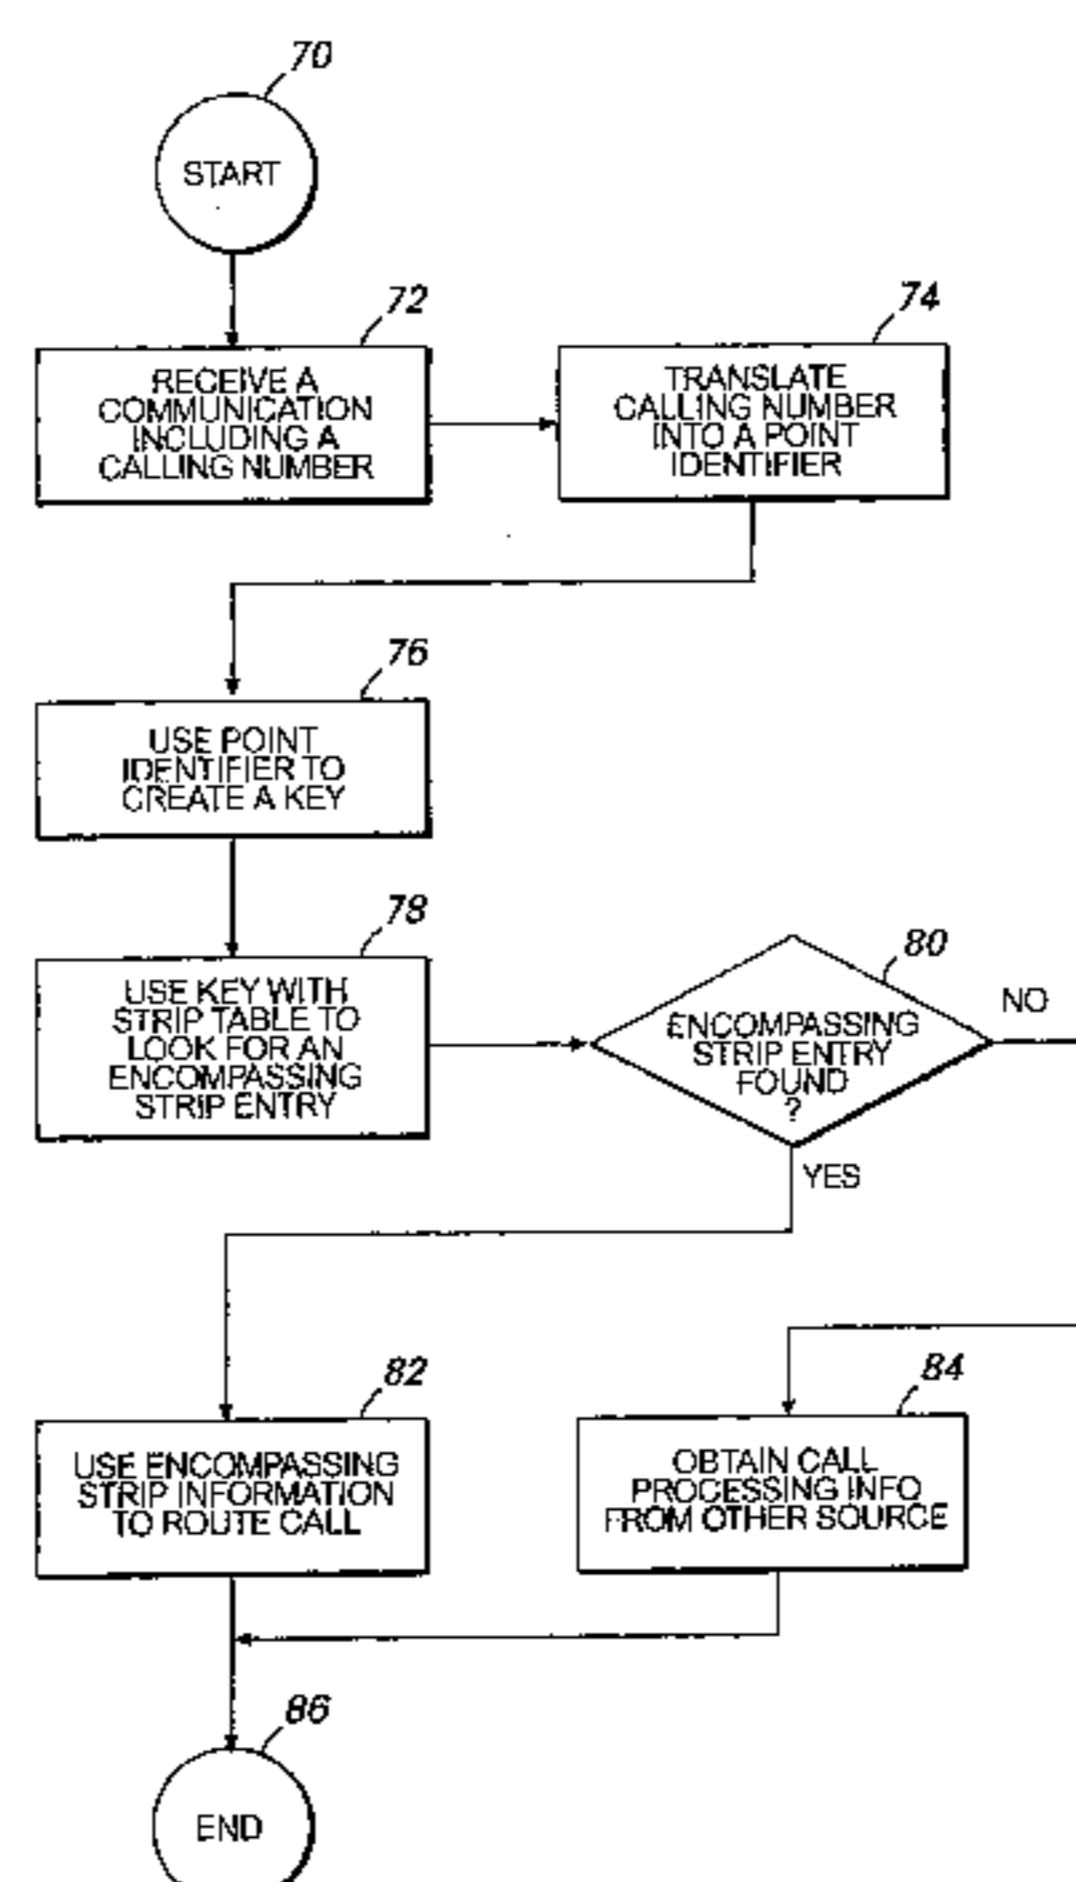 70
START
72
RECEIVE A
COMMUNICATION
INCLUDING A
CALLING NUMBER
74
TRANSLATE
CALLING NUMBER
INTO A POINT
IDENTIFIER
76
USE POINT
IDENTIFIER TO
CREATE A KEY
78
USE KEY WITH
STRIP TABLE TO
LOOK FOR AN
ENCOMPASSING
STRIP ENTRY
80
ENCOMPASSING
STRIP ENTRY
FOUND
?
NO
YES
82
USE ENCOMPASSING
STRIP INFORMATION
TO ROUTE CALL
84
OBTAIN CALL
PROCESSING INFO
FROM OTHER SOURCE
86
END